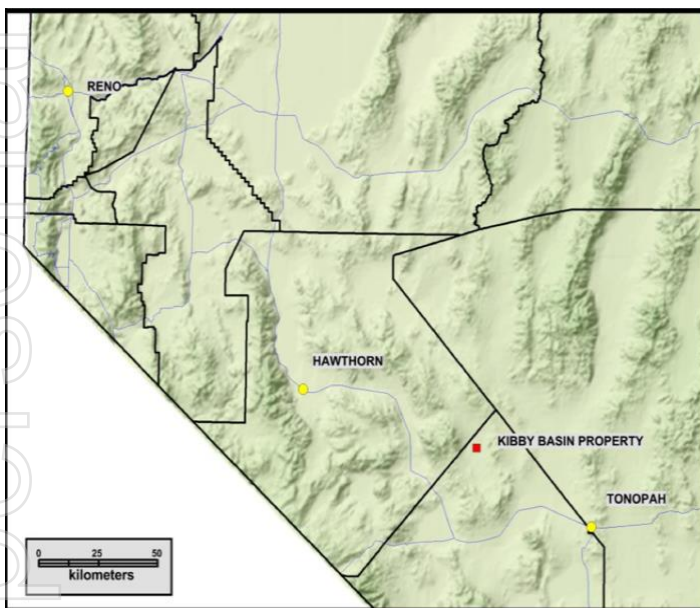 RENO
HAWTHORN
KIBBY BASIN PROPERTY
TONOPAH
0 25 50
kilometers